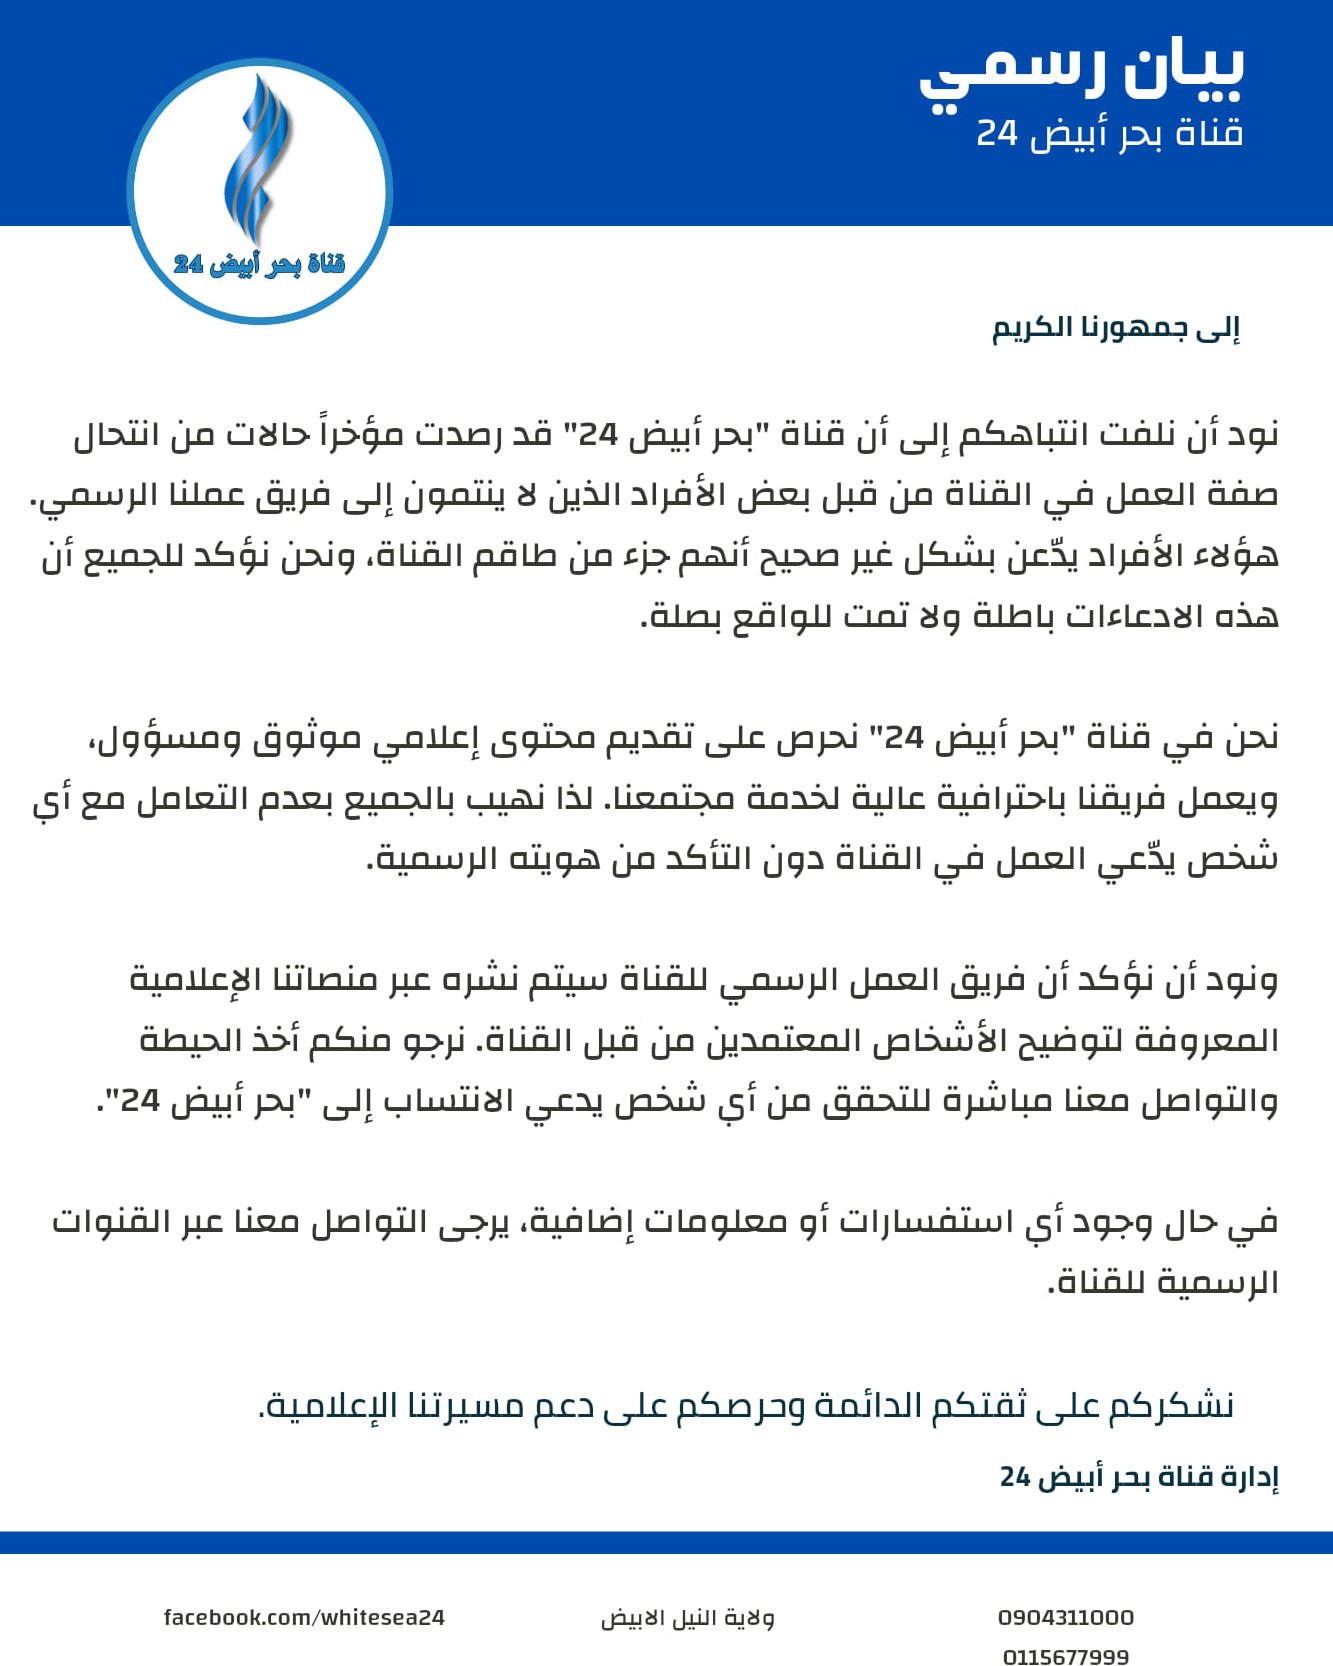 بيان رسمي
قناة بحر أبيض 24
قناة بحر أبيض 24
إلى جمهورنا الكريم
نود أن نلفت انتباهكم إلى أن قناة "بحر أبيض 24" قد رصدت مؤخراً حالات من انتحال
صفة العمل في القناة من قبل بعض الأفراد الذين لا ينتمون إلى فريق عملنا الرسمي.
هؤلاء الأفراد يدّعن بشكل غير صحيح أنهم جزء من طاقم القناة، ونحن نؤكد للجميع أن
هذه الادعاءات باطلة ولا تمت للواقع بصلة.
نحن في قناة "بحر أبيض 24" نحرص على تقديم محتوى إعلامي موثوق ومسؤول،
ويعمل فريقنا باحترافية عالية لخدمة مجتمعنا. لذا نهيب بالجميع بعدم التعامل مع أي
شخص يدّعي العمل في القناة دون التأكد من هويته الرسمية.
ونود أن نؤكد أن فريق العمل الرسمي للقناة سيتم نشره عبر منصاتنا الإعلامية
المعروفة لتوضيح الأشخاص المعتمدين من قبل القناة. نرجو منكم أخذ الحيطة
والتواصل معنا مباشرة للتحقق من أي شخص يدعي الانتساب إلى "بحر أبيض 24".
في حال وجود أي استفسارات أو معلومات إضافية، يرجى التواصل معنا عبر القنوات
الرسمية للقناة.
نشكركم على ثقتكم الدائمة وحرصكم على دعم مسيرتنا الإعلامية.
إدارة قناة بحر أبيض 24
0904311000
0115677999
ولاية النيل الابيض
facebook.com/whitesea24